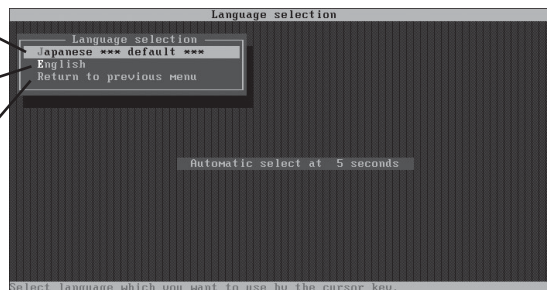 Language selection
Language selection
Japanese *** default ***
English
Return to previous menu
Automatic select at 5 seconds
Select language which you want to use by the cursor key.